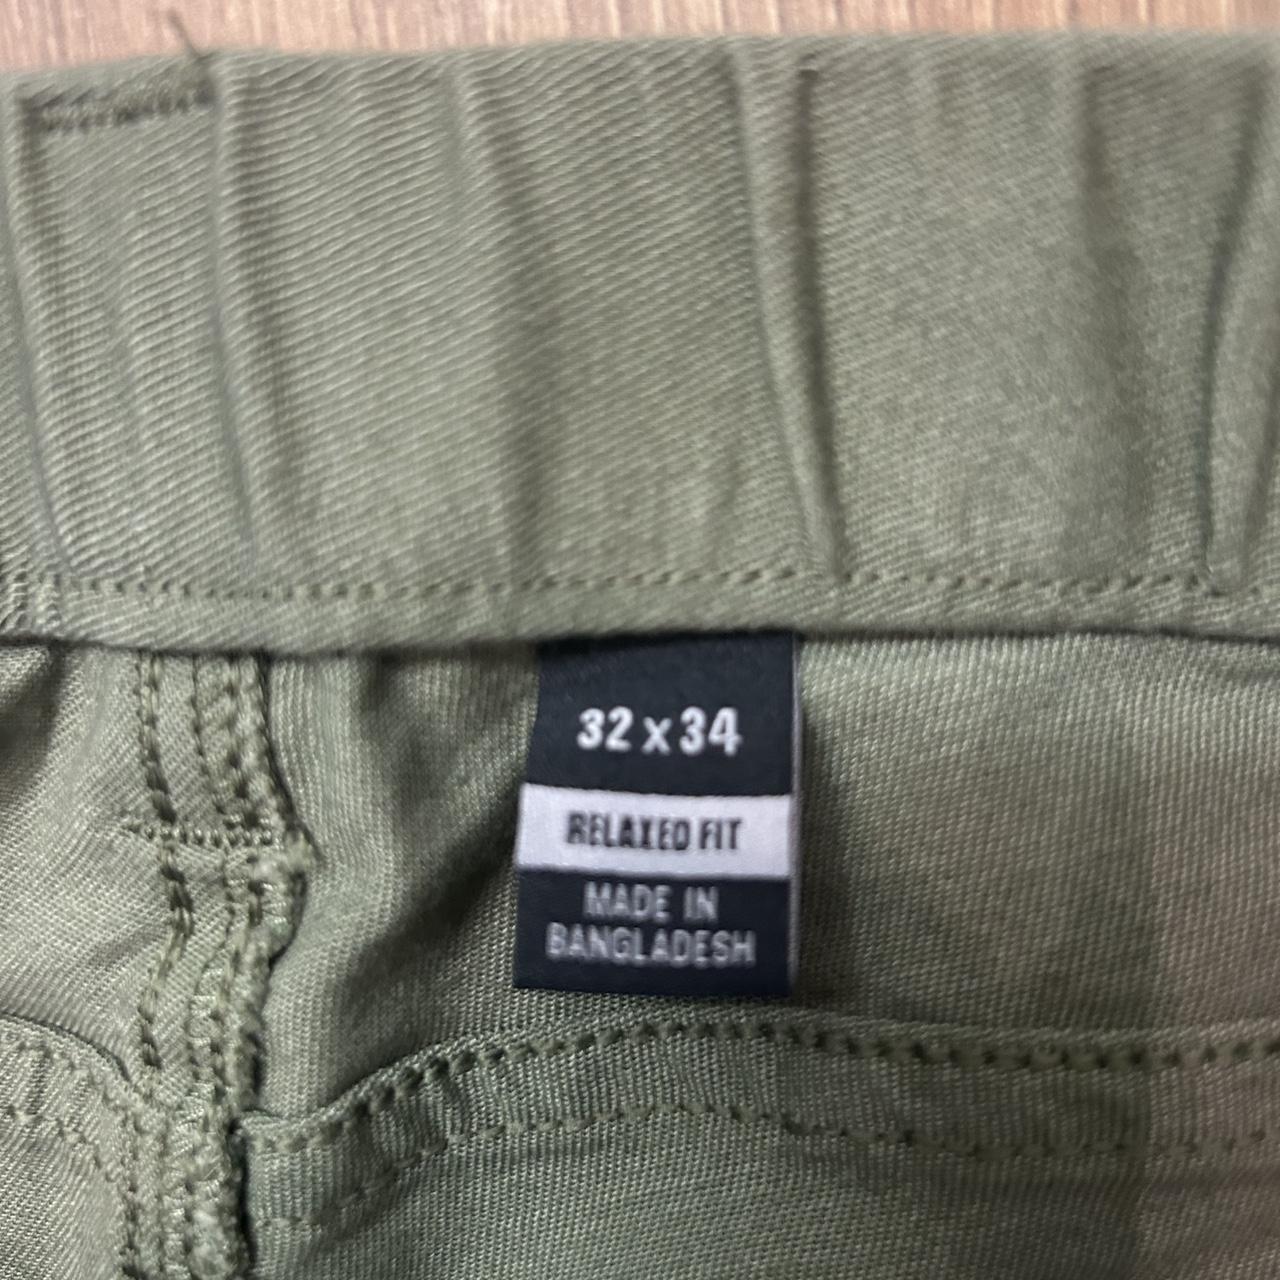 32 x 34
RELAXED FIT
MADE IN
BANGLADESH